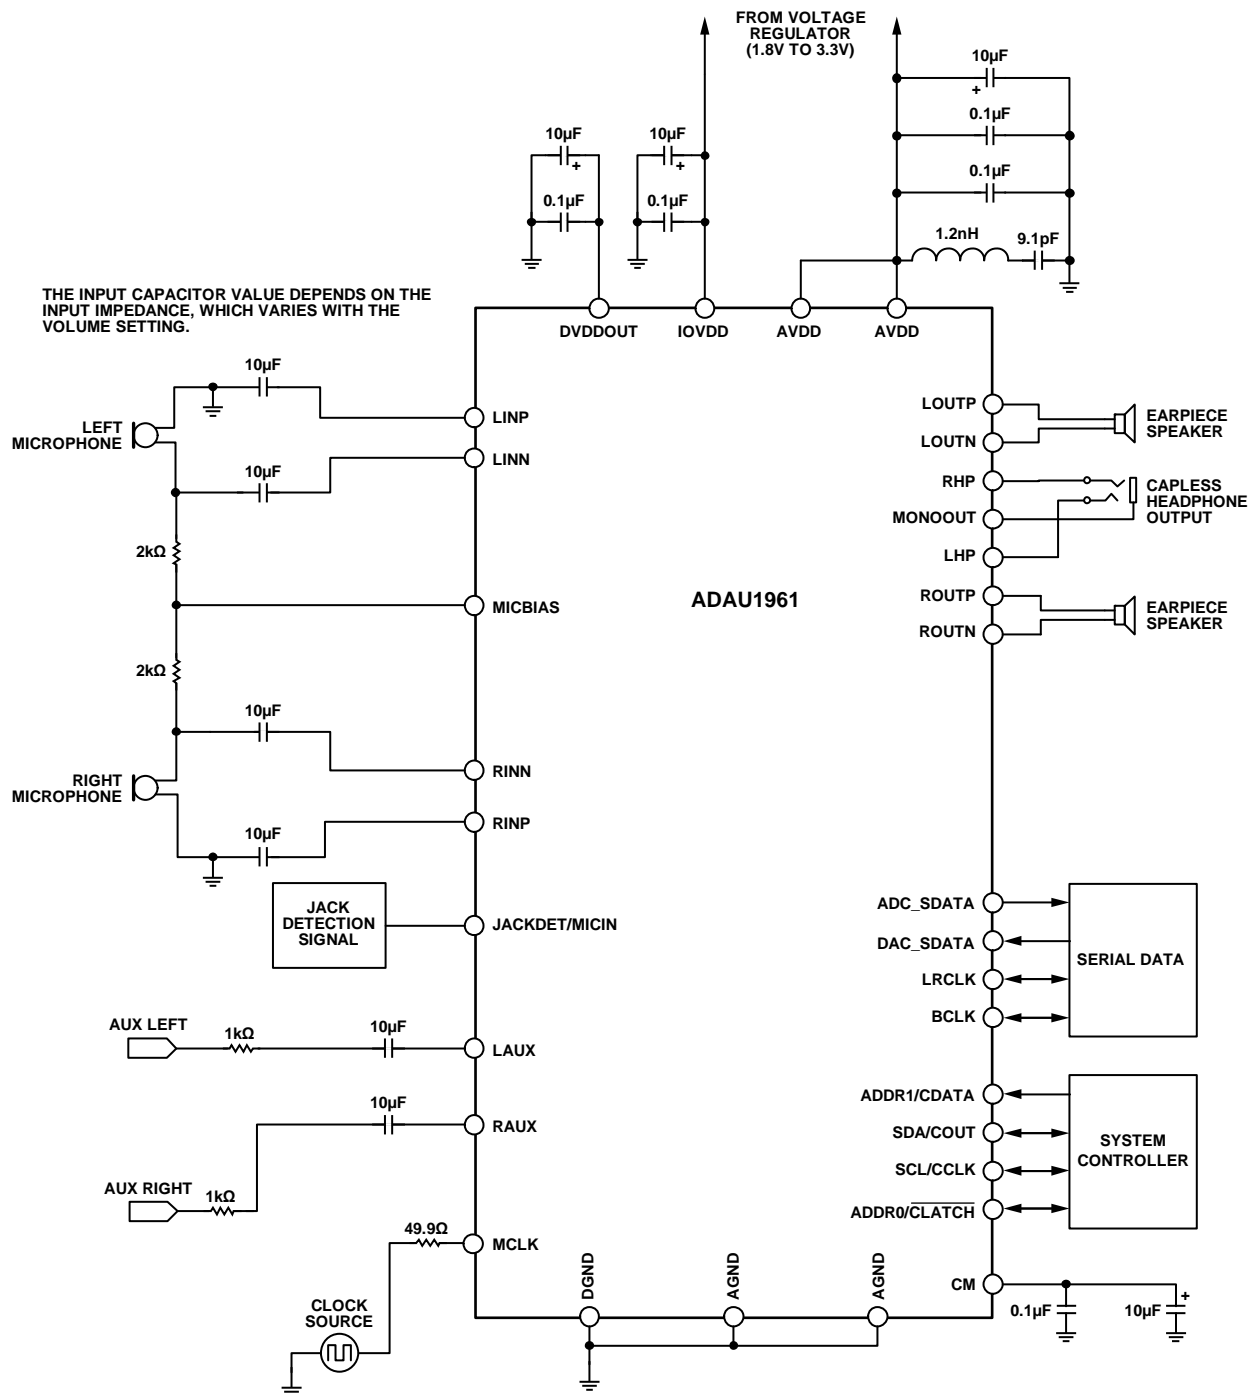 FROM VOLTAGE
REGULATOR
(1.8V TO 3.3V)
10µF
0.1µF
0.1µF
10µF
10µF
0.1µF
0.1µF
1.2nH
9.1pF
THE INPUT CAPACITOR VALUE DEPENDS ON THE
INPUT IMPEDANCE, WHICH VARIES WITH THE
VOLUME SETTING.
DVDDOUT
IOVDD
AVDD
AVDD
10µF
LEFT
MICROPHONE
LINP
10µF
LINN
2kΩ
MICBIAS
2kΩ
10µF
RINN
RIGHT
MICROPHONE
RINP
10µF
JACK
DETECTION
SIGNAL
JACKDET/MICIN
AUX LEFT
1kΩ
10µF
LAUX
10µF
RAUX
AUX RIGHT
1kΩ
49.9Ω
MCLK
CLOCK
SOURCE
ADAU1961
LOUTP
LOUTN
EARPIECE
SPEAKER
RHP
MONOOUT
LHP
CAPLESS
HEADPHONE
OUTPUT
ROUTP
ROUTN
EARPIECE
SPEAKER
ADC_SDATA
DAC_SDATA
LRCLK
BCLK
SERIAL DATA
ADDR1/CDATA
SDA/COUT
SCL/CCLK
ADDR0/CLATCH
SYSTEM
CONTROLLER
DGND
AGND
AGND
CM
0.1µF
10µF